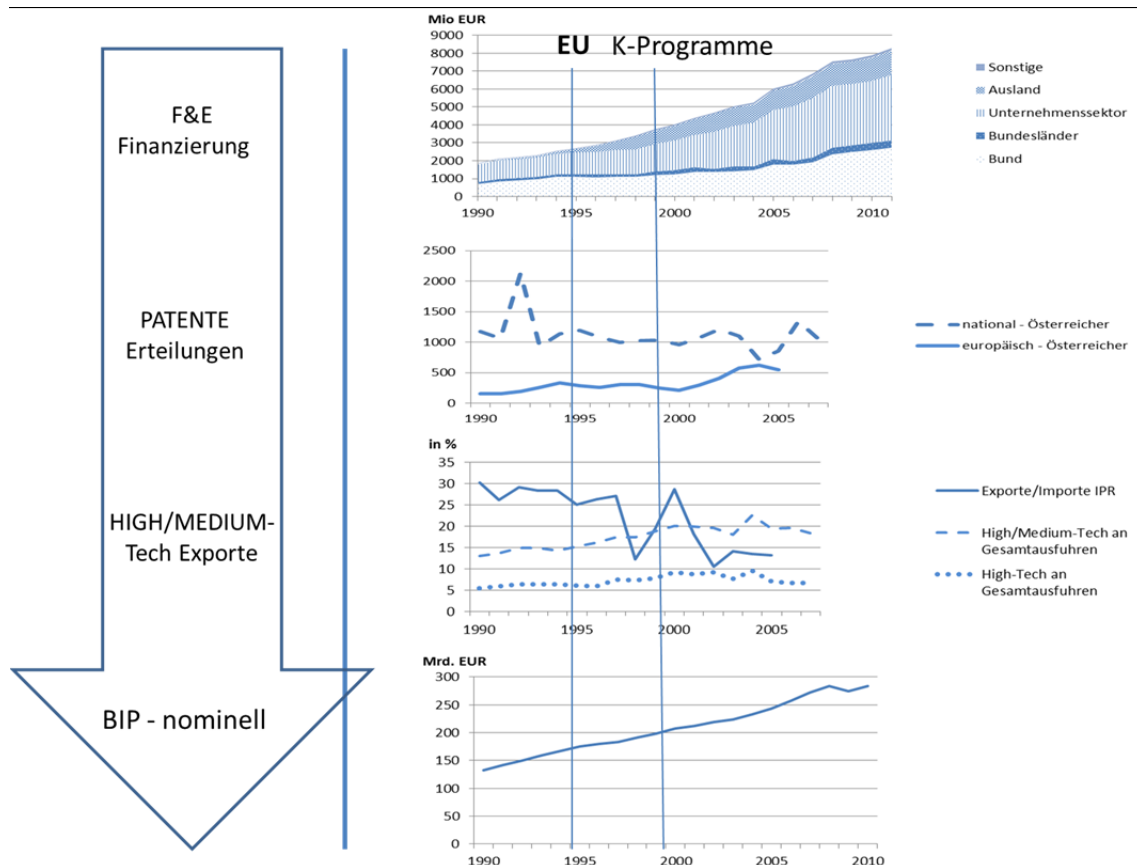 F&E
Finanzierung
PATENTE
Erteilungen
HIGH/MEDIUM-
Tech Exporte
BIP - nominell
Mio EUR
EU K-Programme
9000
8000
7000
6000
5000
4000
3000
2000
1000
0
1990 1995 2000 2005 2010
Sonstige
Ausland
Unternehmenssektor
Bundesländer
Bund
2500
2000
1500
1000
500
0
1990 1995 2000 2005
national - Österreicher
europäisch - Österreicher
in %
35
30
25
20
15
10
5
0
1990 1995 2000 2005
Exporte/Importe IPR
High/Medium-Tech an
Gesamtausfuhren
High-Tech an
Gesamtausfuhren
Mrd. EUR
300
250
200
150
100
50
0
1990 1995 2000 2005 2010